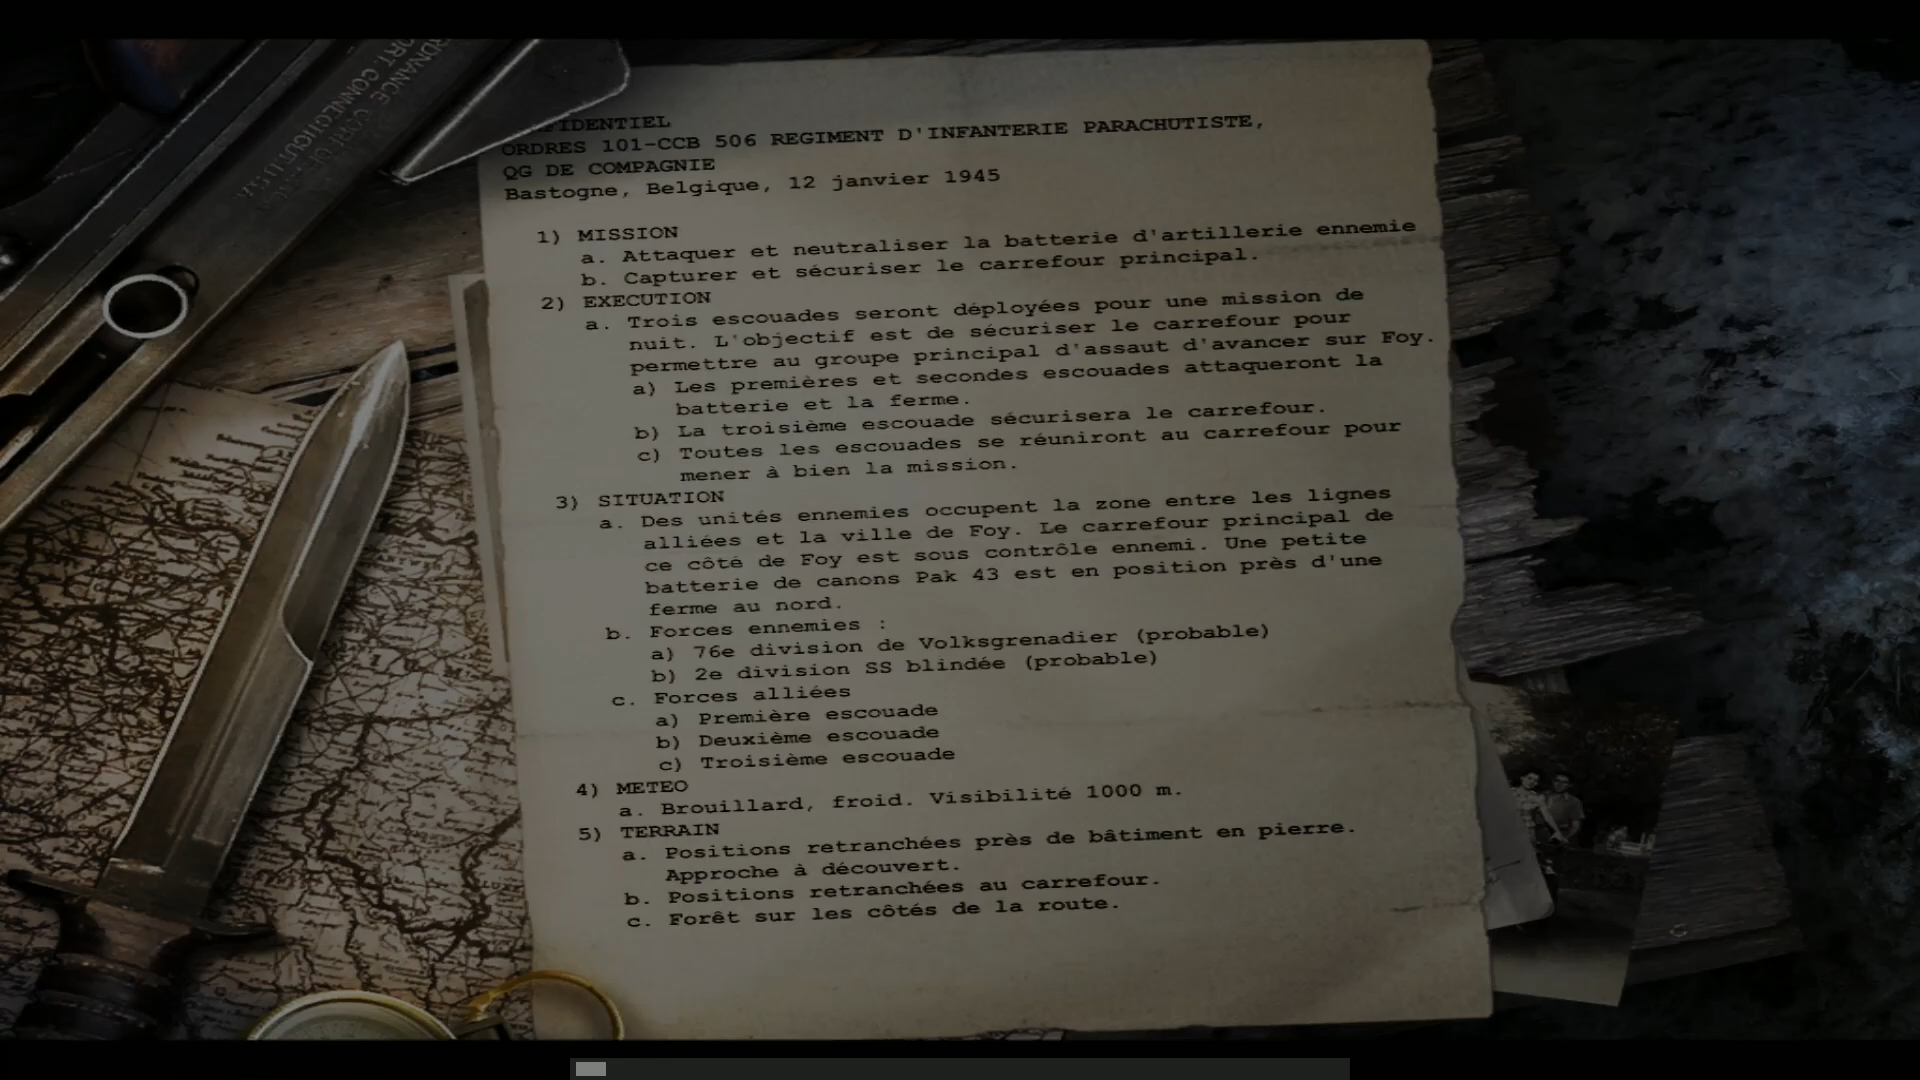 ORDNANCE CORPS
ORT. CONNECTICUT. U.S.A.
FIDENTIEL
ORDRES 101-CCB 506 REGIMENT D'INFANTERIE PARACHUTISTE,
QG DE COMPAGNIE
Bastogne, Belgique, 12 janvier 1945
1) MISSION
a. Attaquer et neutraliser la batterie d'artillerie ennemie
b. Capturer et sécuriser le carrefour principal.
2) EXECUTION
a. Trois escouades seront déployées pour une mission de
nuit. L'objectif est de sécuriser le carrefour pour
permettre au groupe principal d'assaut d'avancer sur Foy.
a) Les premières et secondes escouades attaqueront la
batterie et la ferme.
b) La troisième escouade sécurisera le carrefour.
c) Toutes les escouades se réuniront au carrefour pour
mener à bien la mission.
3) SITUATION
a. Des unités ennemies occupent la zone entre les lignes
alliées et la ville de Foy. Le carrefour principal de
ce côté de Foy est sous contrôle ennemi. Une petite
batterie de canons Pak 43 est en position près d'une
ferme au nord.
b. Forces ennemies :
a) 76e division de Volksgrenadier (probable)
b) 2e division SS blindée (probable)
c. Forces alliées
a) Première escouade
b) Deuxième escouade
c) Troisième escouade
4) METEO
a. Brouillard, froid. Visibilité 1000 m.
5) TERRAIN
a. Positions retranchées près de bâtiment en pierre.
Approche à découvert.
b. Positions retranchées au carrefour.
c. Forêt sur les côtés de la route.